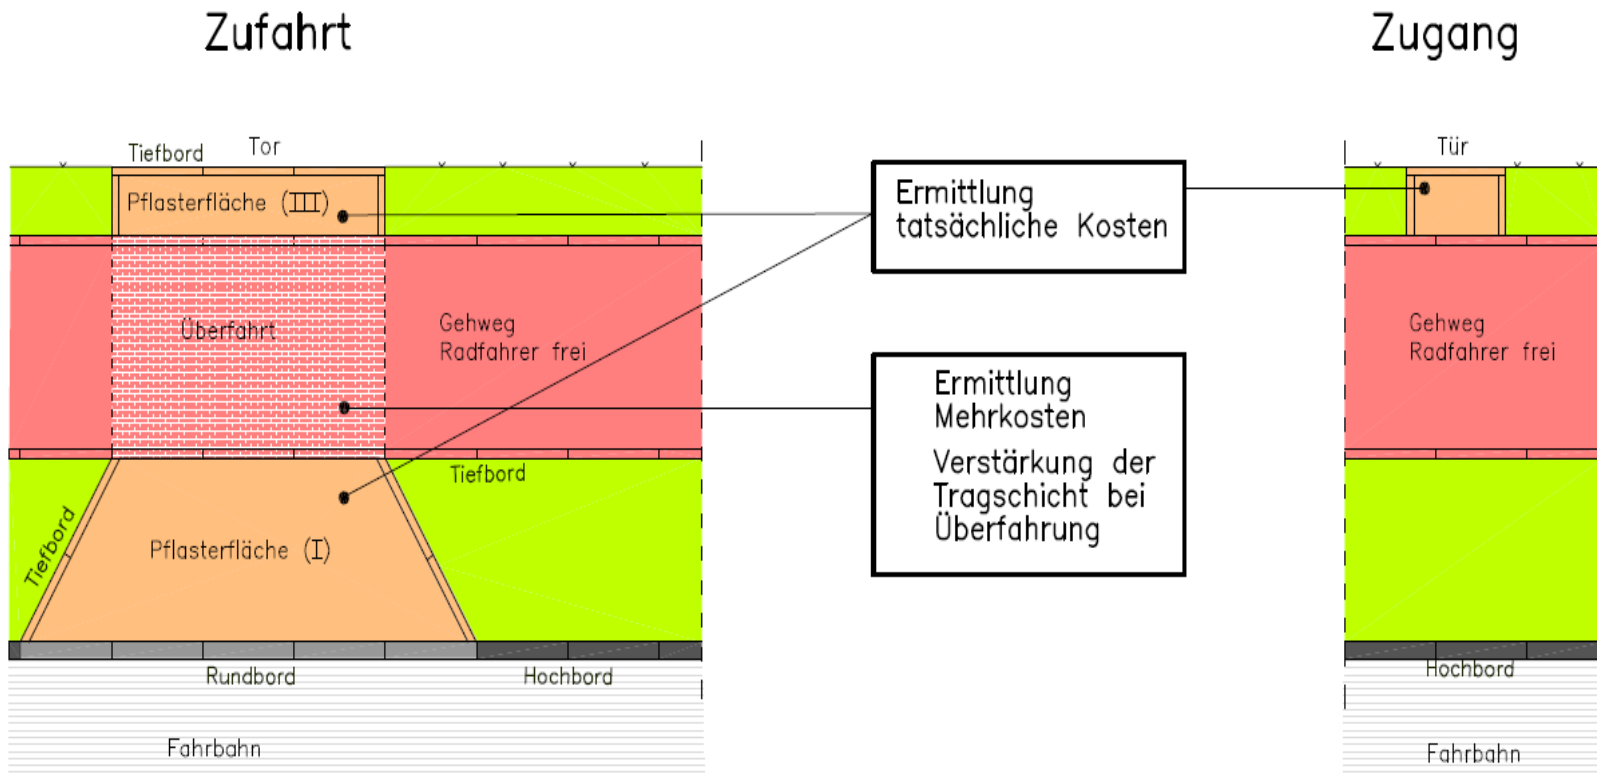 Zufahrt
Zugang
Tiefbord
Tor
Tür
Pflasterfläche (III)
Ermittlung
tatsächliche Kosten
Überfahrt
Gehweg
Radfahrer frei
Gehweg
Radfahrer frei
Ermittlung
Mehrkosten
Verstärkung der
Tragschicht bei
Überfahrung
Tiefbord
Tiefbord
Pflasterfläche (I)
Rundbord
Hochbord
Hochbord
Fahrbahn
Fahrbahn